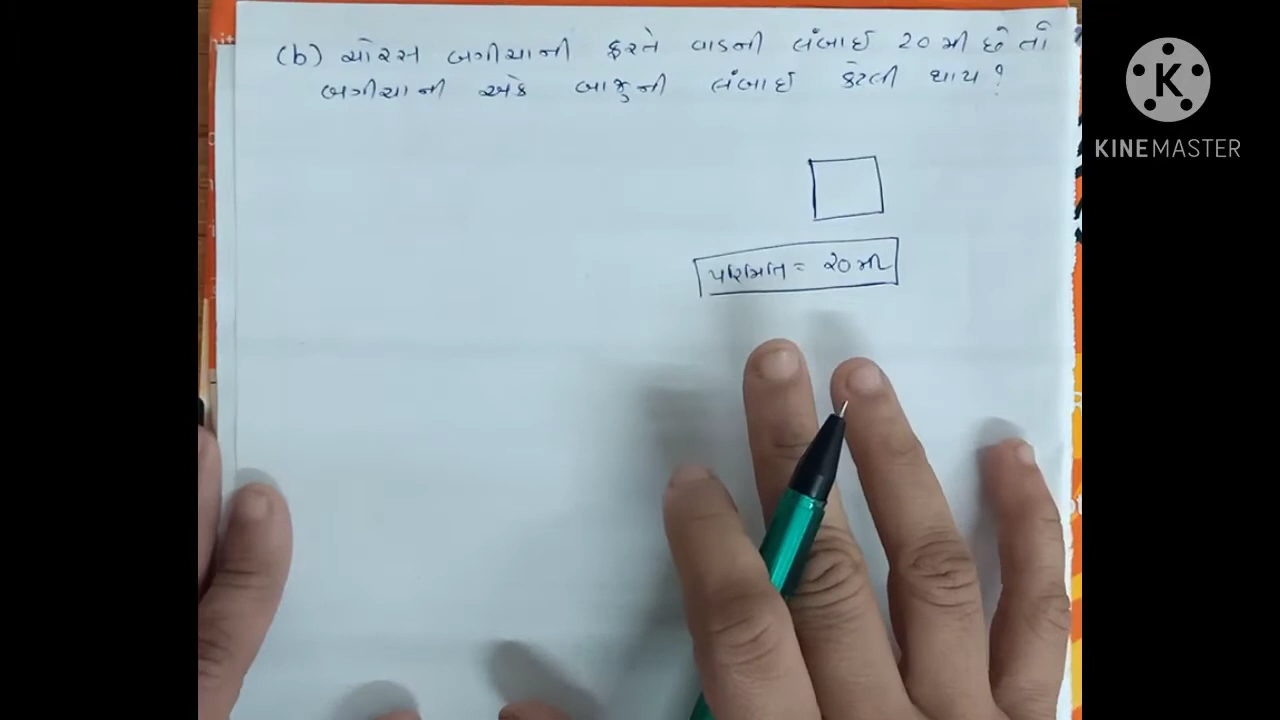 (b) ચોરસ બગીચાની ફરતે વાડની લંબાઈ 20 મી છે તો
બગીચાની એક બાજુની લંબાઈ કેટલી થાય ?
પરિમિતિ = 20 મી
K
KINEMASTER